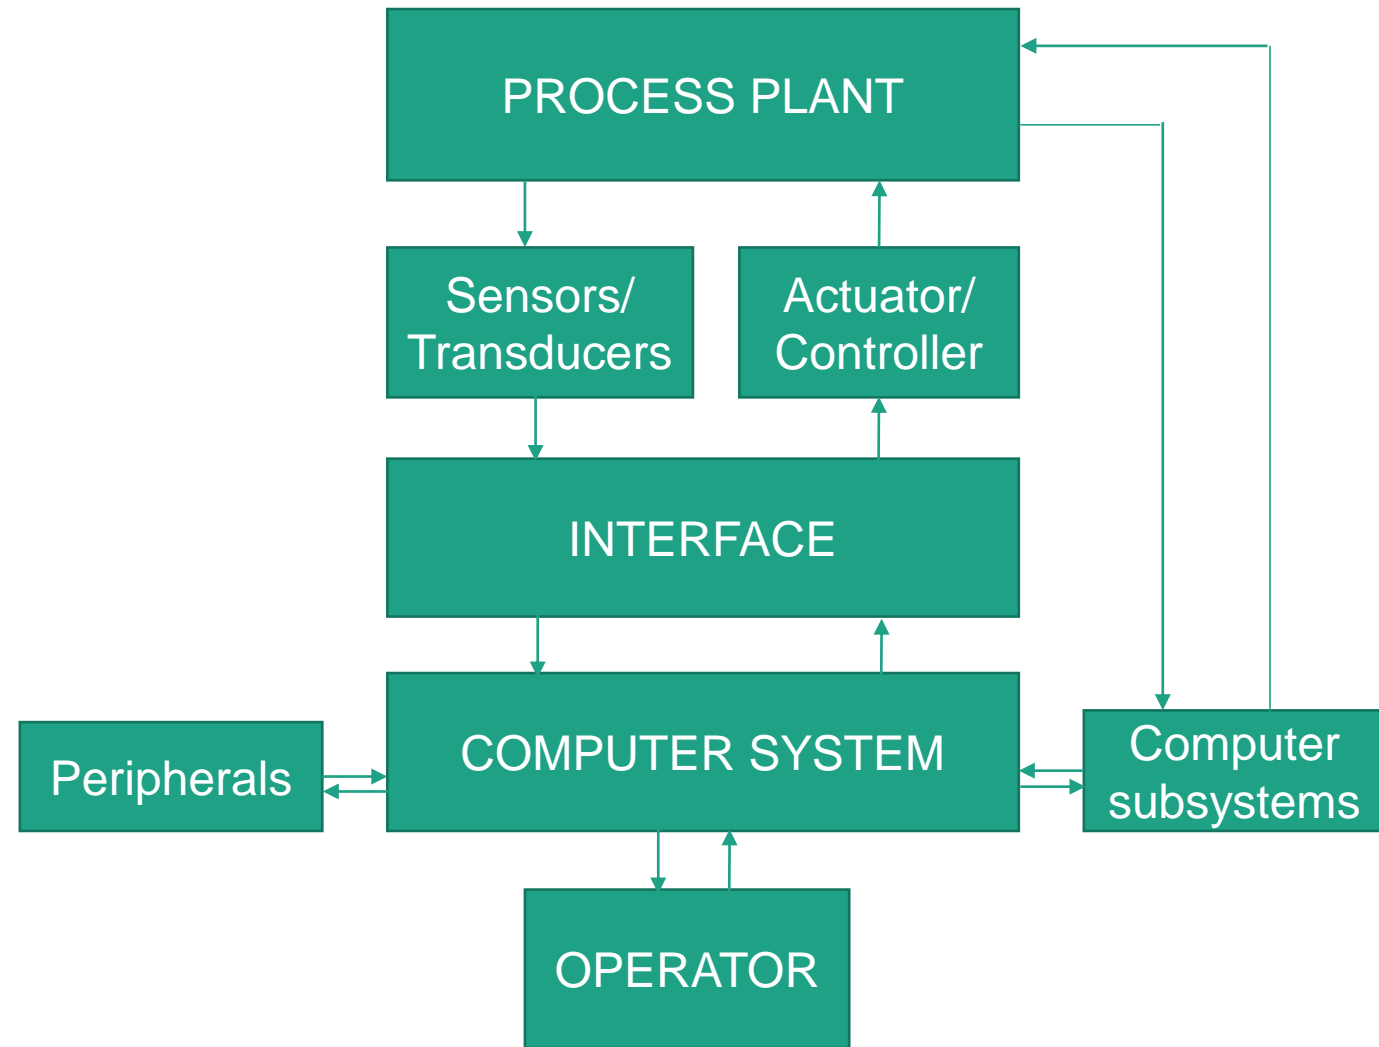 PROCESS PLANT
Sensors/
Transducers
Actuator/
Controller
INTERFACE
Peripherals
COMPUTER SYSTEM
Computer
subsystems
OPERATOR